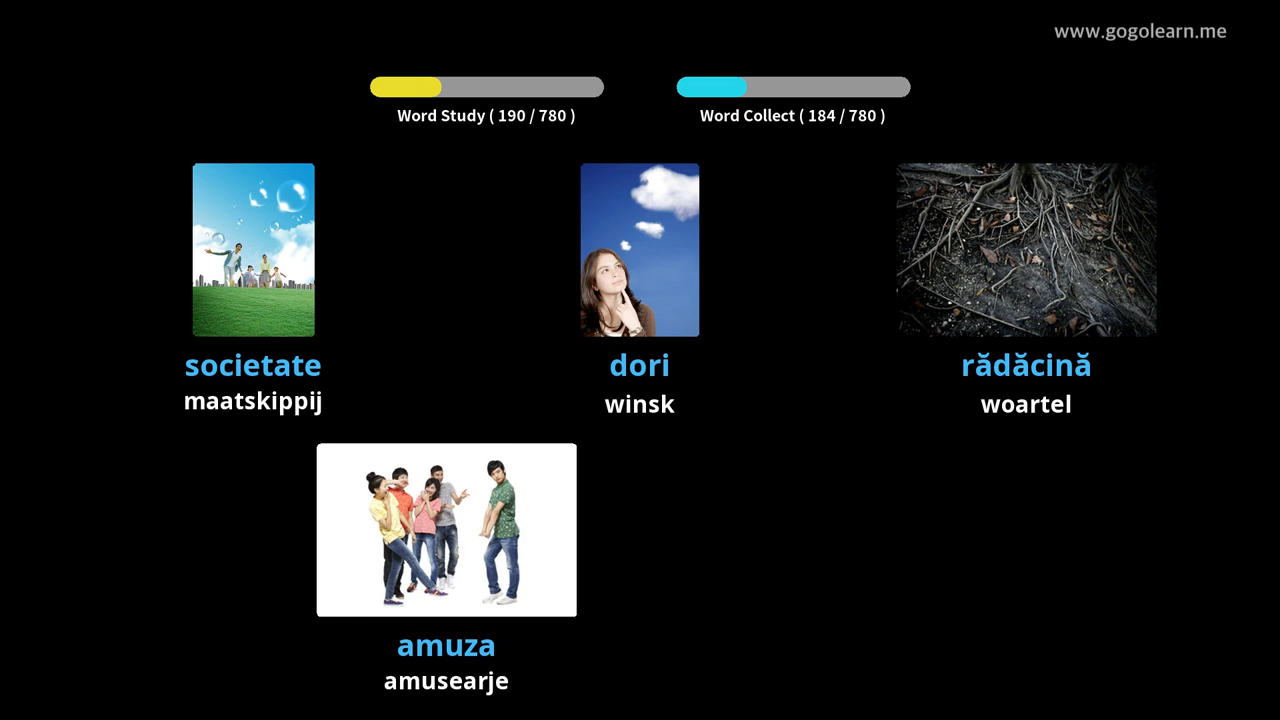 www.gogolearn.me
Word Study ( 190 / 780 )
Word Collect ( 184 / 780 )
societate
maatskippij
dori
winsk
rădăcină
woartel
amuza
amusearje